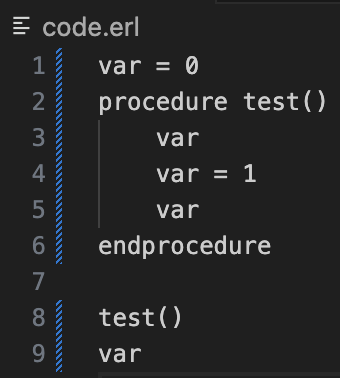 code.erl
1 var = 0
2 procedure test()
3 var
4 var = 1
5 var
6 endprocedure
7
8 test()
9 var